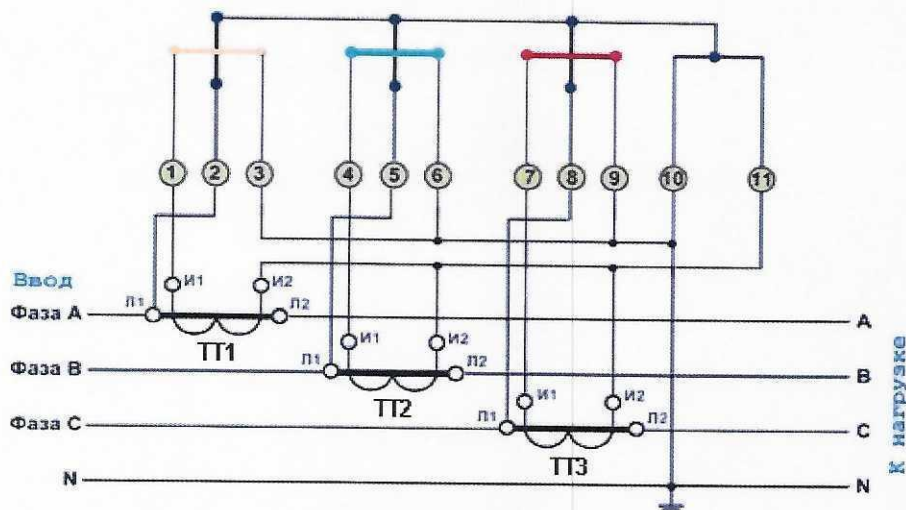 1 2 3 4 5 6 7 8 9 10 11
Ввод
И1 И2
Фаза А Л1 Л2 А
ТТ1
И1 И2
Фаза В Л1 Л2 В
ТТ2
И1 И2
Фаза С Л1 Л2 С
ТТ3
N N
К нагрузке